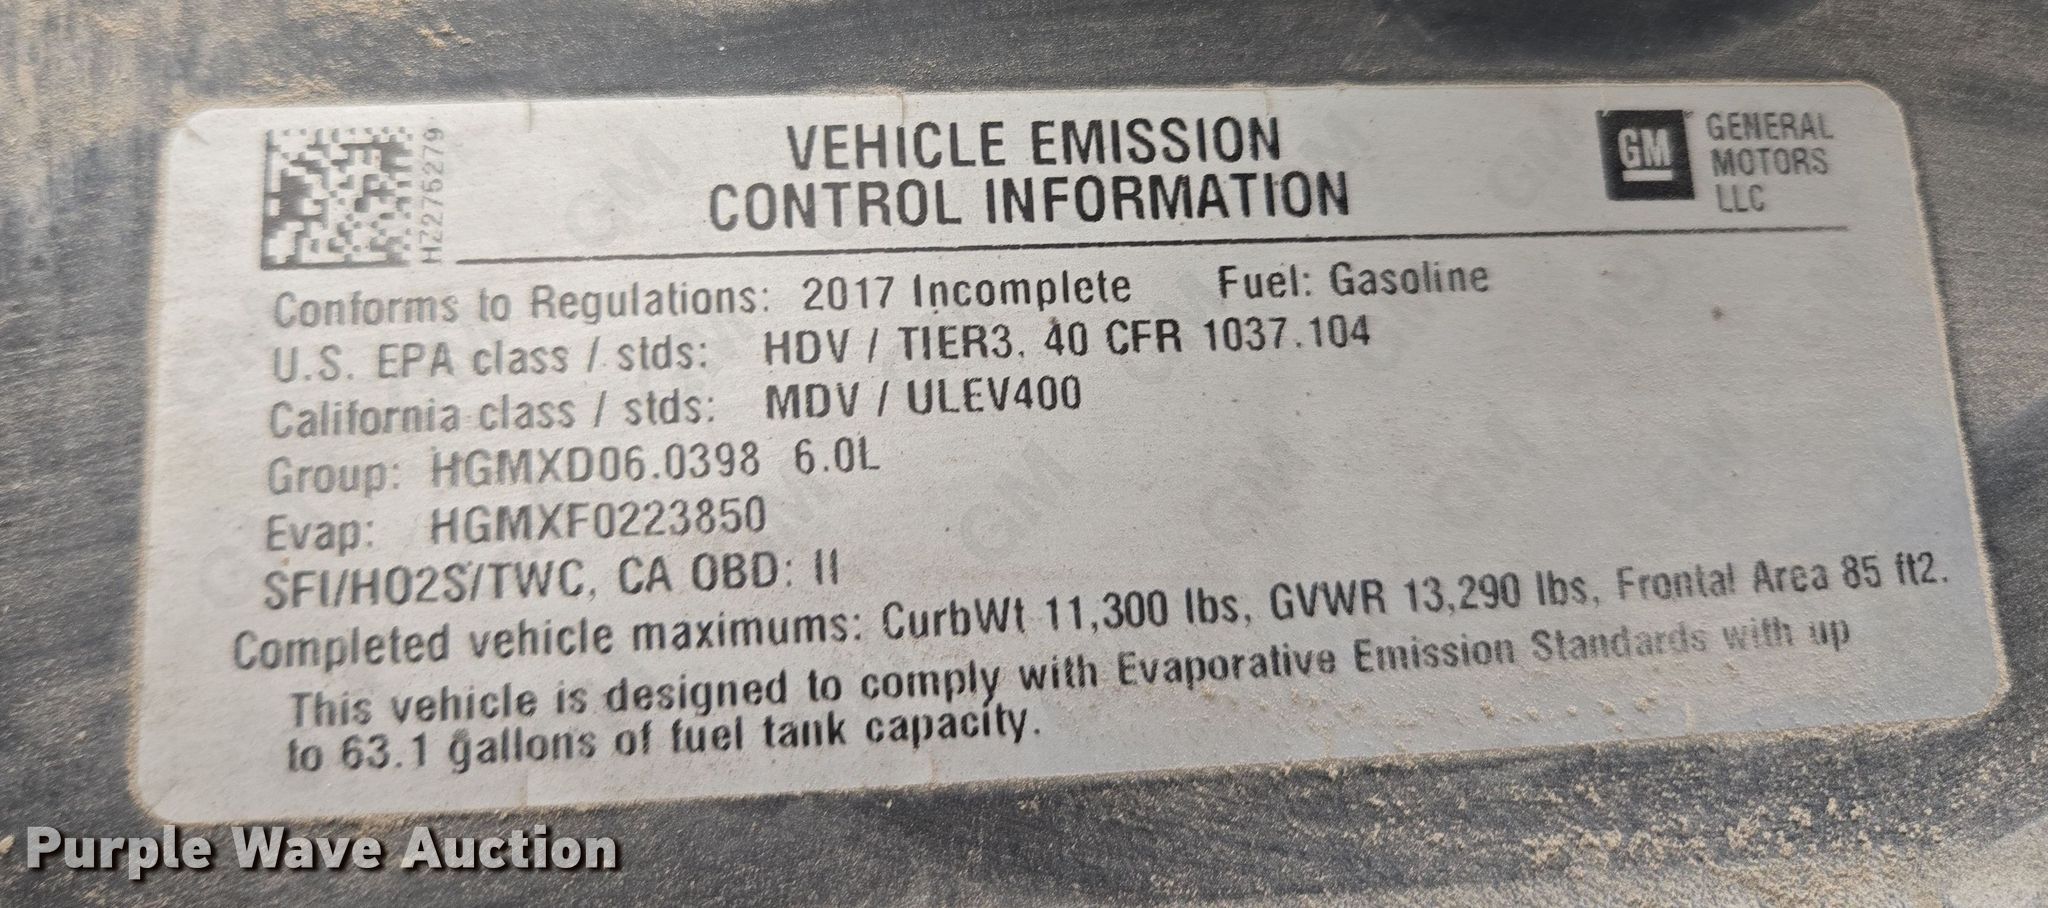 HZ275279
VEHICLE EMISSION
CONTROL INFORMATION
GM
GENERAL
MOTORS
LLC
Conforms to Regulations: 2017 Incomplete Fuel: Gasoline
U.S. EPA class / stds: HDV / TIER3, 40 CFR 1037.104
California class / stds: MDV / ULEV400
Group: HGMXD06.0398 6.0L
Evap: HGMXF0223850
SFI/HO2S/TWC, CA OBD: II
Completed vehicle maximums: CurbWt 11,300 lbs, GVWR 13,290 lbs, Frontal Area 85 ft2.
This vehicle is designed to comply with Evaporative Emission Standards with up
to 63.1 gallons of fuel tank capacity.
Purple Wave Auction